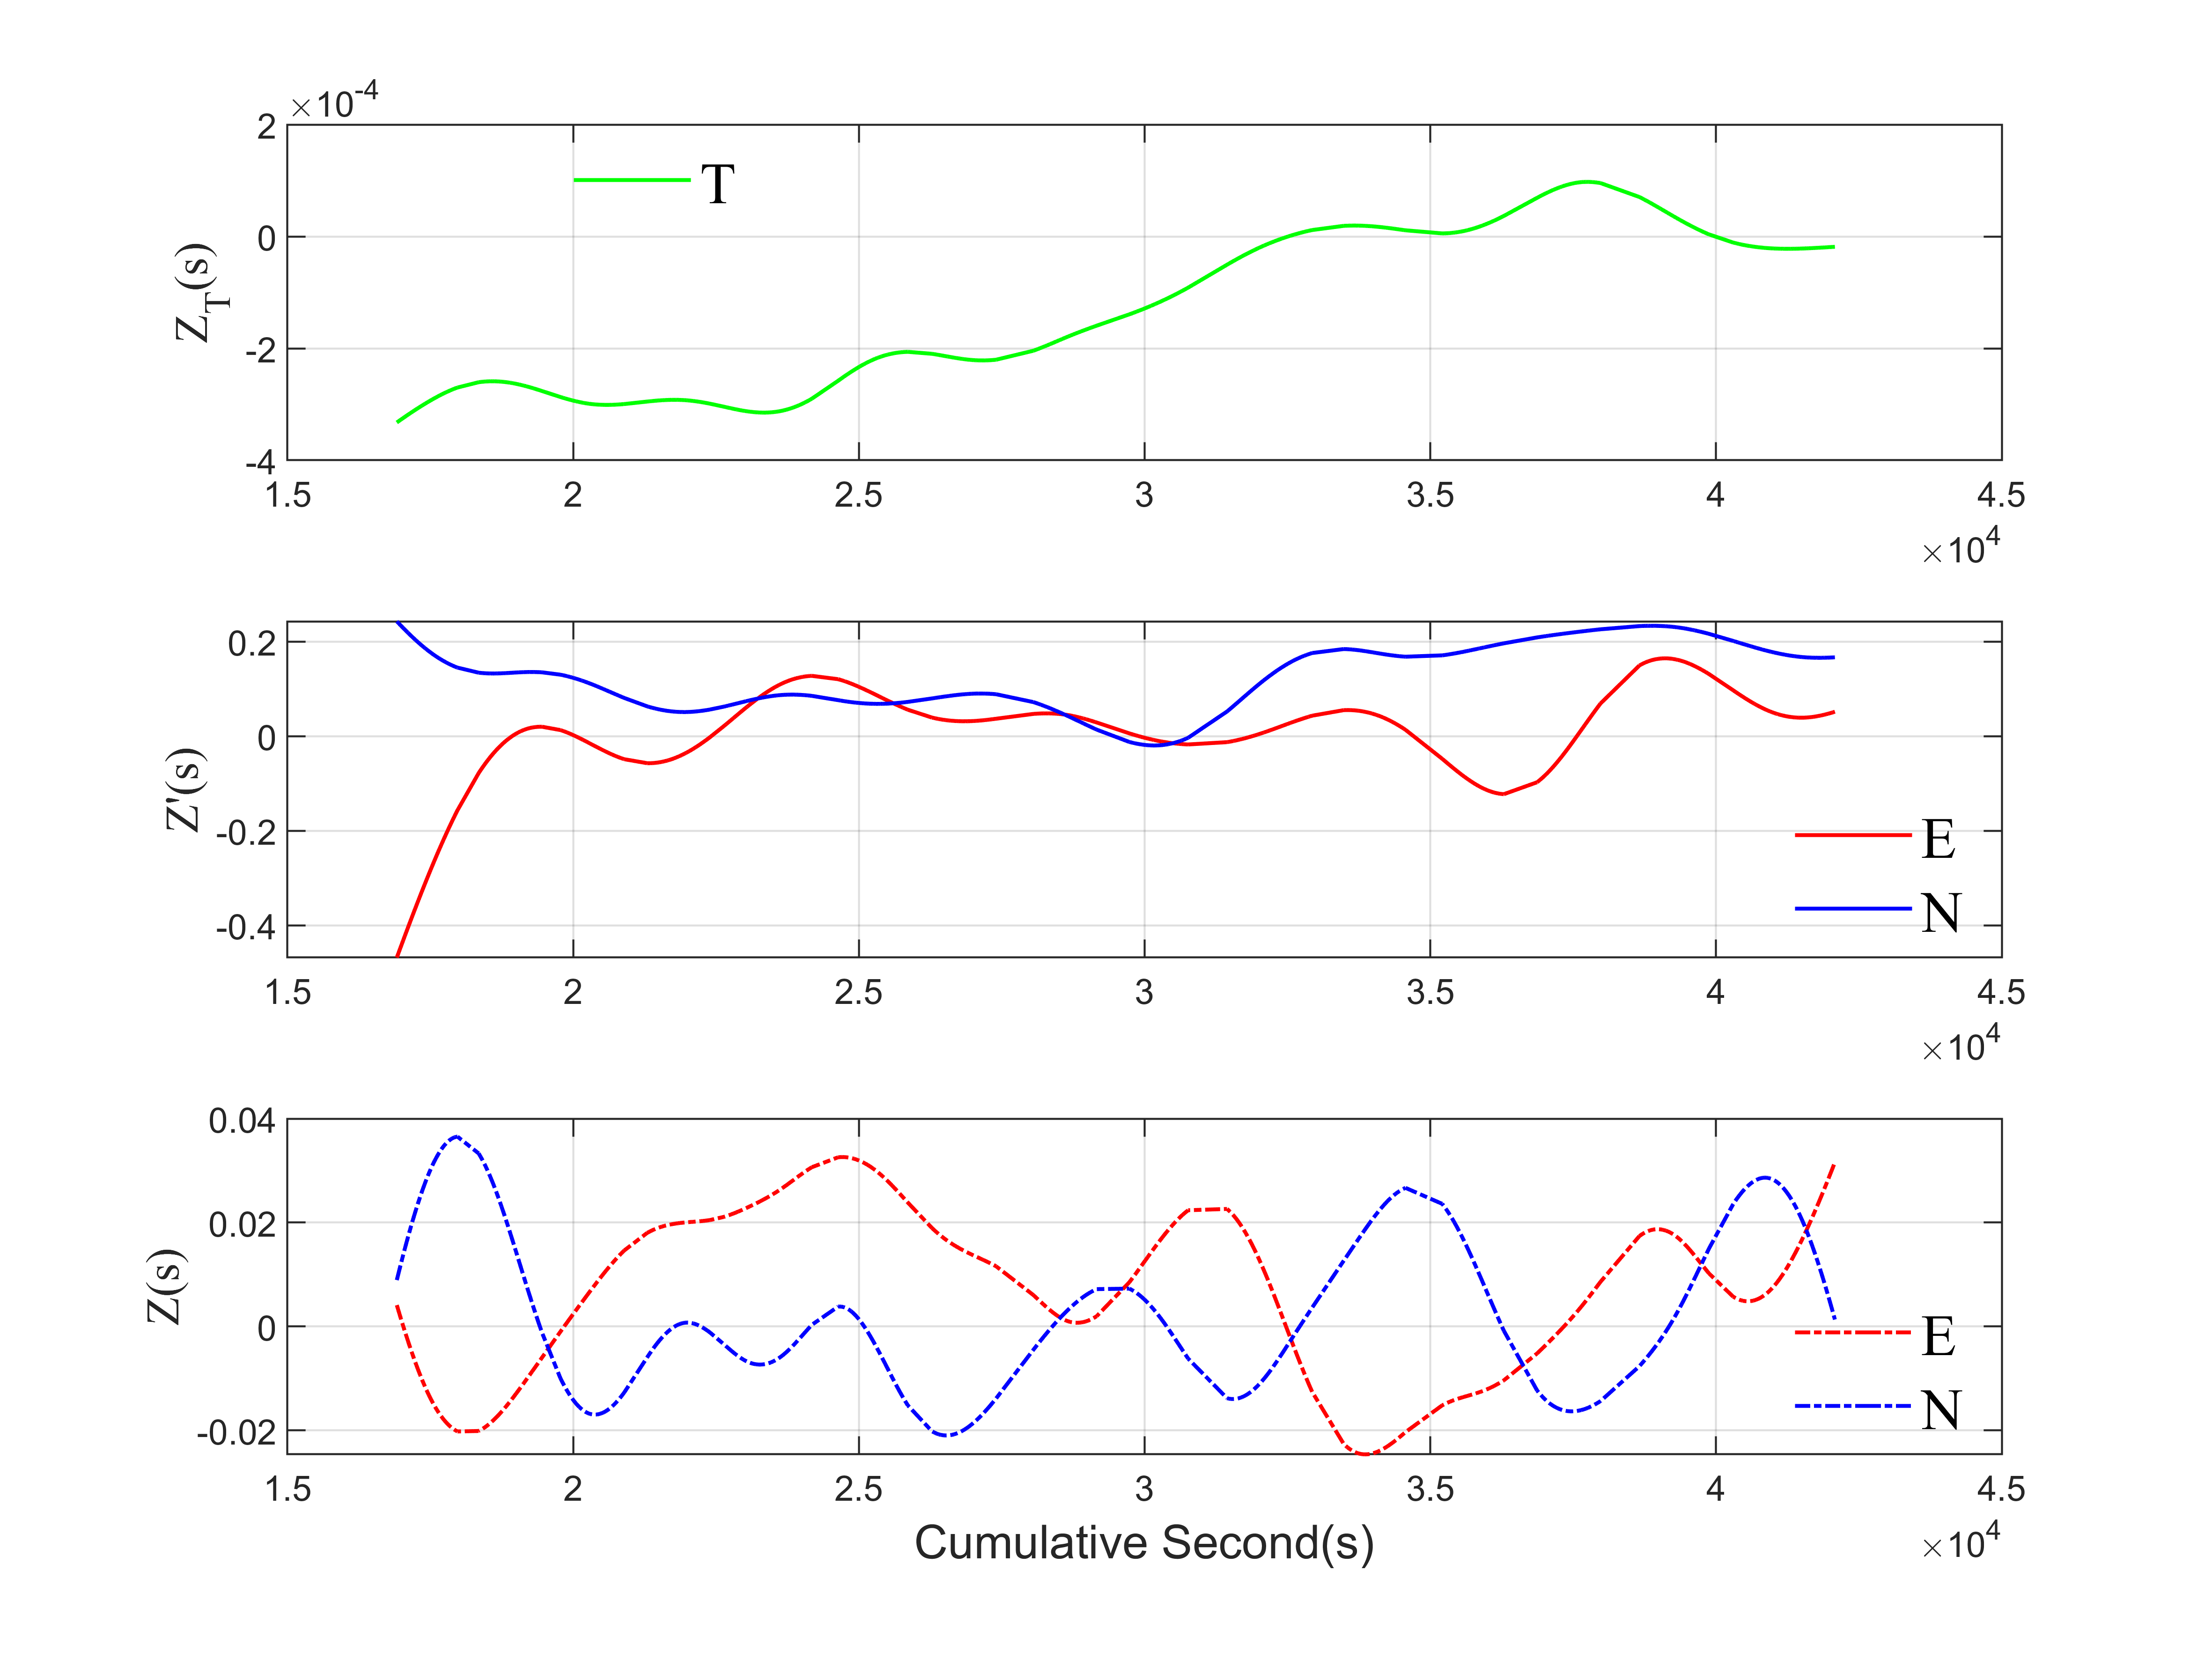 ×10^-4
2
0
-2
-4
Z_T(s)
T
1.5 2 2.5 3 3.5 4 4.5
×10^4
0.2
0
-0.2
-0.4
Z'(s)
E
N
1.5 2 2.5 3 3.5 4 4.5
×10^4
0.04
0.02
0
-0.02
Z(s)
E
N
1.5 2 2.5 3 3.5 4 4.5
×10^4
Cumulative Second(s)